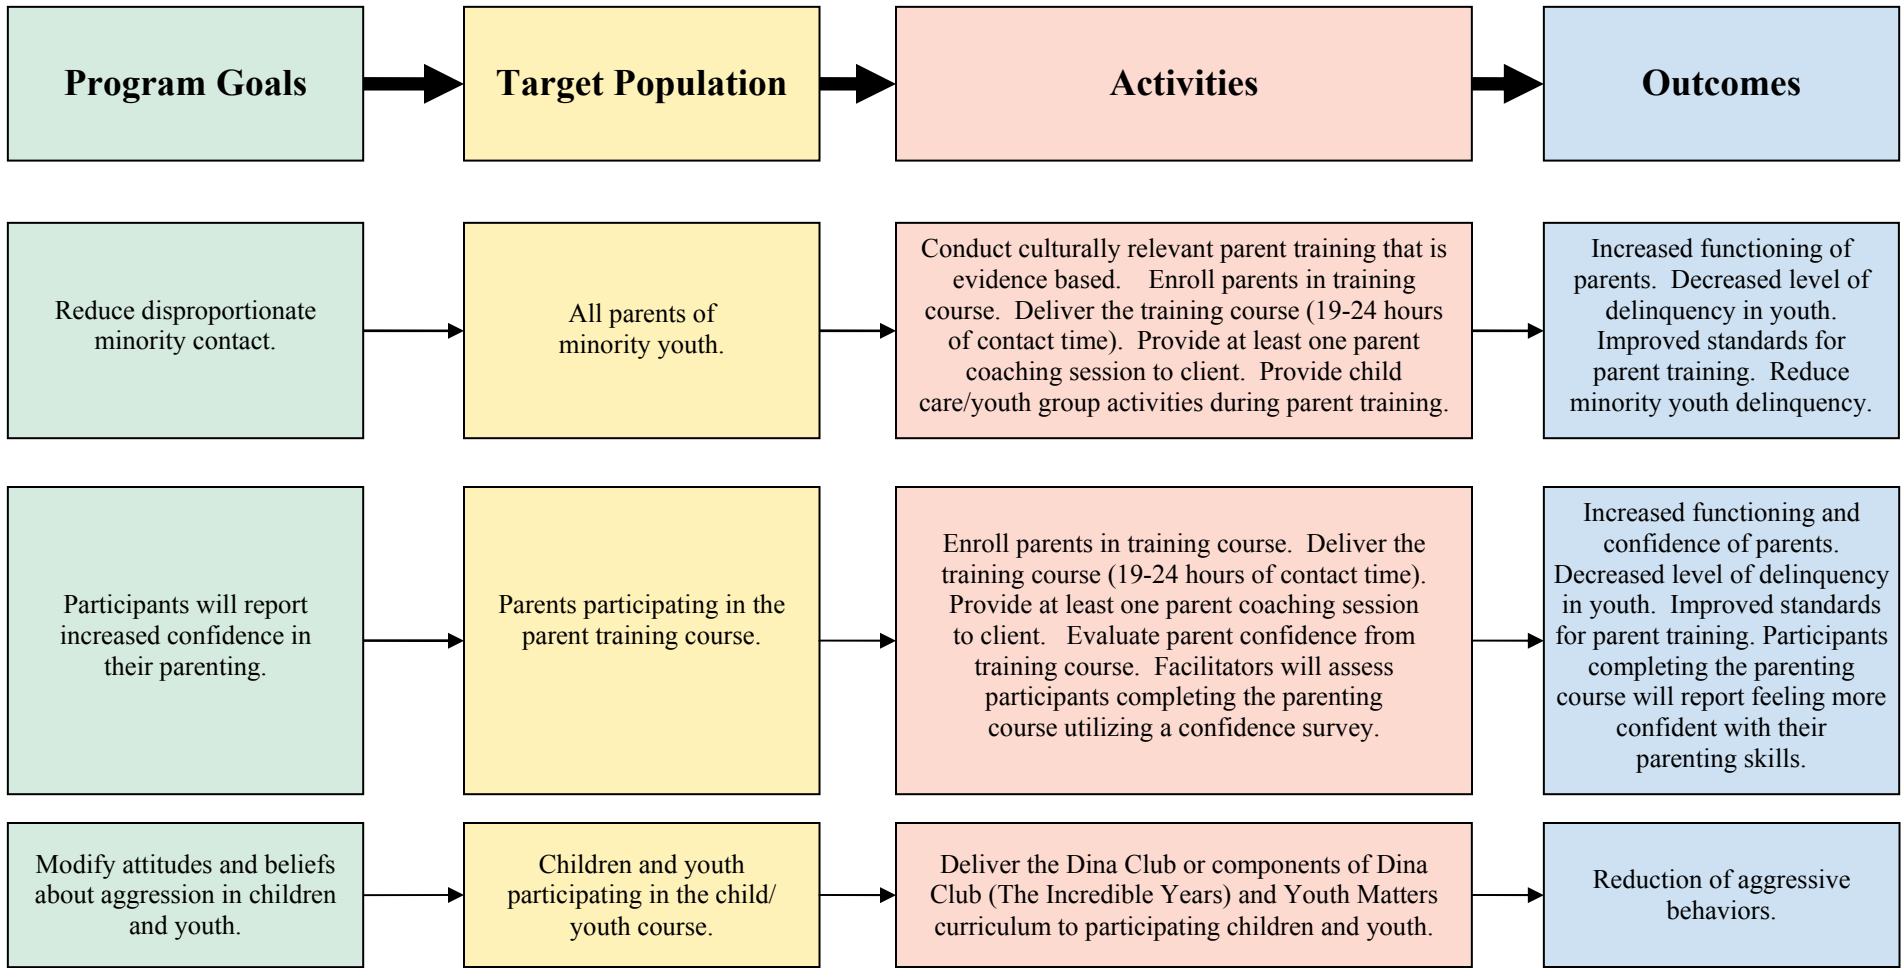 Program Goals
Target Population
Activities
Outcomes
Reduce disproportionate
minority contact.
All parents of
minority youth.
Conduct culturally relevant parent training that is
evidence based.   Enroll parents in training
course.  Deliver the training course (19-24 hours
of contact time).  Provide at least one parent
coaching session to client.  Provide child
care/youth group activities during parent training.
Increased functioning of
parents.  Decreased level of
delinquency in youth.
Improved standards for
parent training.  Reduce
minority youth delinquency.
Participants will report
increased confidence in
their parenting.
Parents participating in the
parent training course.
Enroll parents in training course.  Deliver the
training course (19-24 hours of contact time).
Provide at least one parent coaching session
to client.   Evaluate parent confidence from
training course.  Facilitators will assess
participants completing the parenting
course utilizing a confidence survey.
Increased functioning and
confidence of parents.
Decreased level of delinquency
in youth.  Improved standards
for parent training. Participants
completing the parenting
course will report feeling more
confident with their
parenting skills.
Modify attitudes and beliefs
about aggression in children
and youth.
Children and youth
participating in the child/
youth course.
Deliver the Dina Club or components of Dina
Club (The Incredible Years) and Youth Matters
curriculum to participating children and youth.
Reduction of aggressive
behaviors.